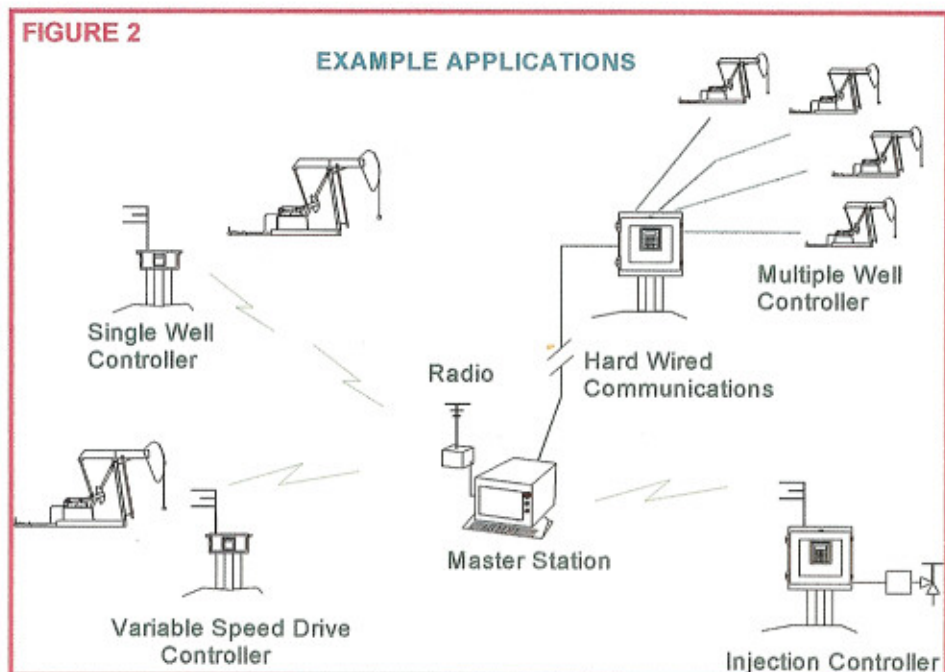 FIGURE 2
EXAMPLE APPLICATIONS
Single Well
Controller
Multiple Well
Controller
Radio
Hard Wired
Communications
Master Station
Variable Speed Drive
Controller
Injection Controller